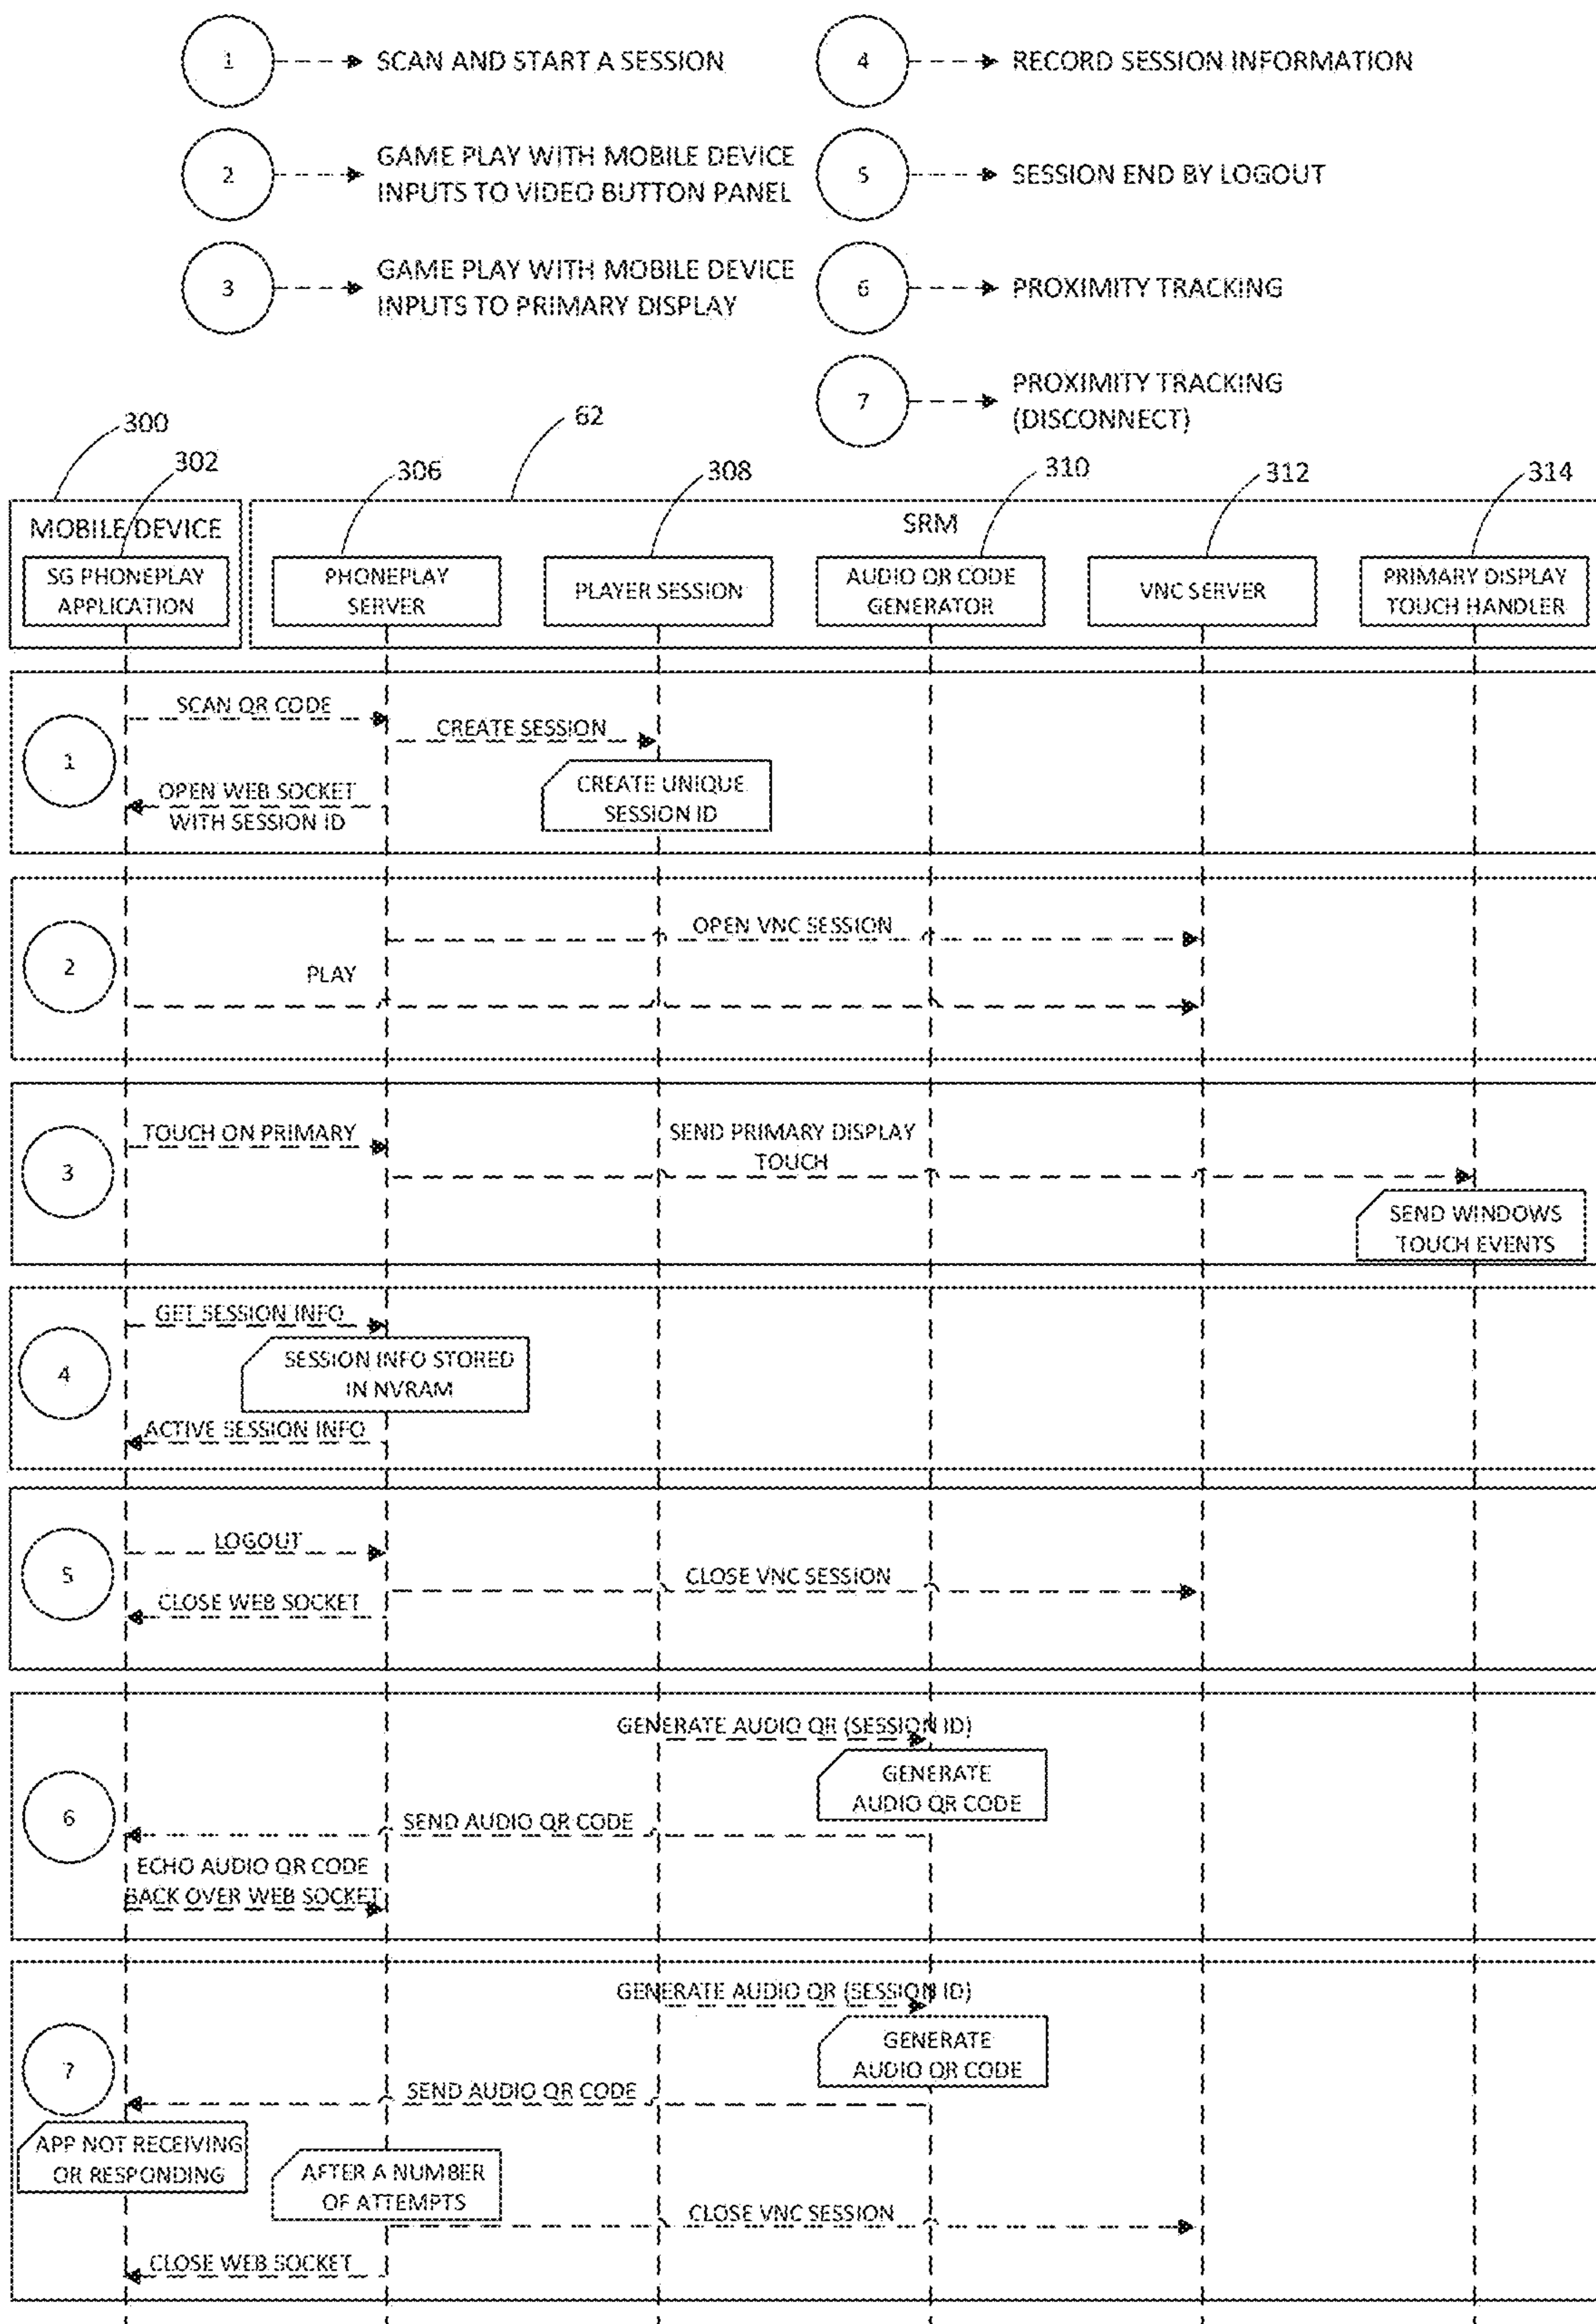 1
SCAN AND START A SESSION
2
GAME PLAY WITH MOBILE DEVICE
INPUTS TO VIDEO BUTTON PANEL
3
GAME PLAY WITH MOBILE DEVICE
INPUTS TO PRIMARY DISPLAY
4
RECORD SESSION INFORMATION
5
SESSION END BY LOGOUT
6
PROXIMITY TRACKING
7
PROXIMITY TRACKING
(DISCONNECT)
300
62
302
306
308
310
312
314
MOBILE DEVICE
SRM
SG PHONEPLAY
APPLICATION
PHONEPLAY
SERVER
PLAYER SESSION
AUDIO QR CODE
GENERATOR
VNC SERVER
PRIMARY DISPLAY
TOUCH HANDLER
1
SCAN QR CODE
CREATE SESSION
CREATE UNIQUE
SESSION ID
OPEN WEB SOCKET
WITH SESSION ID
2
OPEN VNC SESSION
PLAY
3
TOUCH ON PRIMARY
SEND PRIMARY DISPLAY
TOUCH
SEND WINDOWS
TOUCH EVENTS
4
GET SESSION INFO
SESSION INFO STORED
IN NVRAM
ACTIVE SESSION INFO
5
LOGOUT
CLOSE VNC SESSION
CLOSE WEB SOCKET
6
GENERATE AUDIO QR (SESSION ID)
GENERATE
AUDIO QR CODE
SEND AUDIO QR CODE
ECHO AUDIO QR CODE
BACK OVER WEB SOCKET
7
GENERATE AUDIO QR (SESSION ID)
GENERATE
AUDIO QR CODE
SEND AUDIO QR CODE
APP NOT RECEIVING
OR RESPONDING
AFTER A NUMBER
OF ATTEMPTS
CLOSE VNC SESSION
CLOSE WEB SOCKET